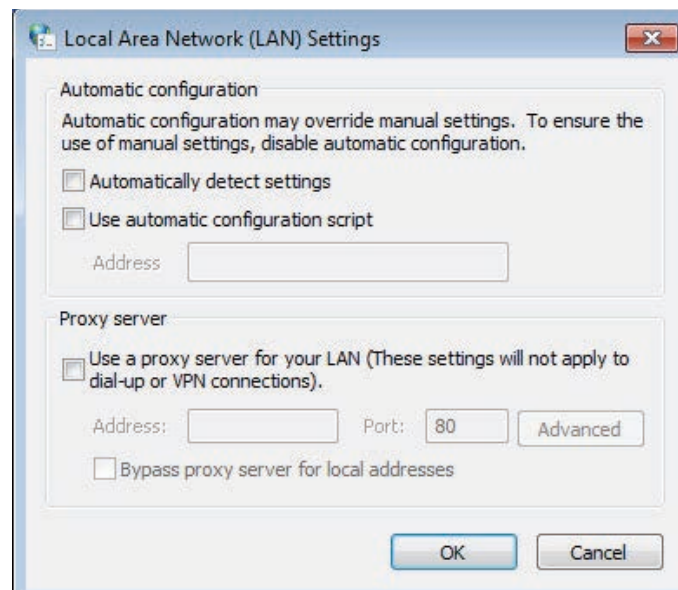 Local Area Network (LAN) Settings
Automatic configuration
Automatic configuration may override manual settings.  To ensure the
use of manual settings, disable automatic configuration.
Automatically detect settings
Use automatic configuration script
Address
Proxy server
Use a proxy server for your LAN (These settings will not apply to
dial-up or VPN connections).
Address:
Port:
80
Advanced
Bypass proxy server for local addresses
OK
Cancel